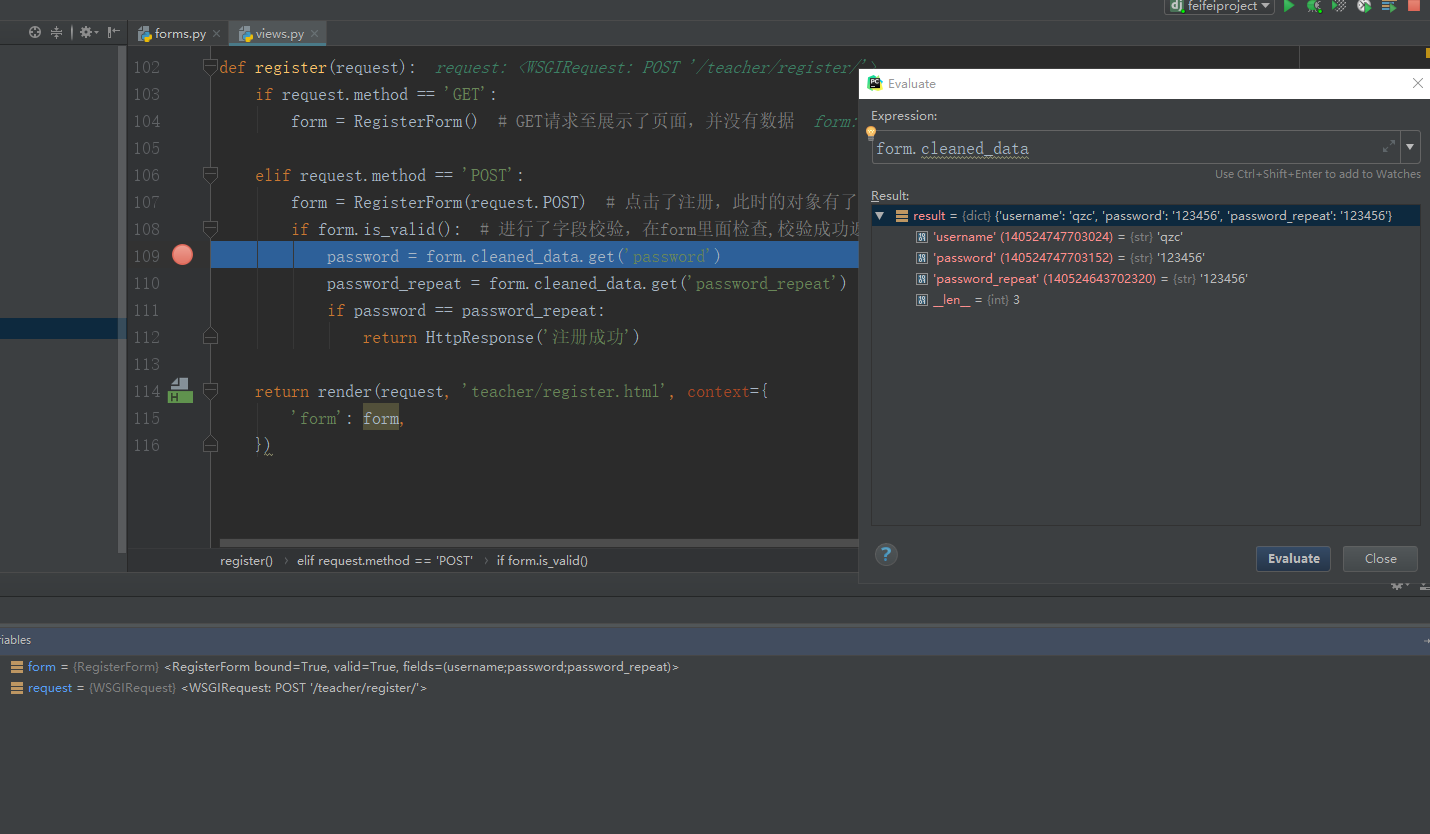 feifeiproject
forms.py
views.py
102 def register(request):   request: <WSGIRequest: POST '/teacher/register/'>
103 if request.method == 'GET':
104 form = RegisterForm()  # GET请求至展示了页面，并没有数据   form:
105
106 elif request.method == 'POST':
107 form = RegisterForm(request.POST)  # 点击了注册，此时的对象有了
108 if form.is_valid():  # 进行了字段校验，在form里面检查,校验成功
109 password = form.cleaned_data.get('password')
110 password_repeat = form.cleaned_data.get('password_repeat')
111 if password == password_repeat:
112 return HttpResponse('注册成功')
113
114 return render(request, 'teacher/register.html', context={
115 'form': form,
116 })
register() › elif request.method == 'POST' › if form.is_valid()
Evaluate
Expression:
form.cleaned_data
Use Ctrl+Shift+Enter to add to Watches
Result:
result = {dict} {'username': 'qzc', 'password': '123456', 'password_repeat': '123456'}
'username' (140524747703024) = {str} 'qzc'
'password' (140524747703152) = {str} '123456'
'password_repeat' (140524643702320) = {str} '123456'
__len__ = {int} 3
?
Evaluate
Close
iables
form = {RegisterForm} <RegisterForm bound=True, valid=True, fields=(username;password;password_repeat)>
request = {WSGIRequest} <WSGIRequest: POST '/teacher/register/'>